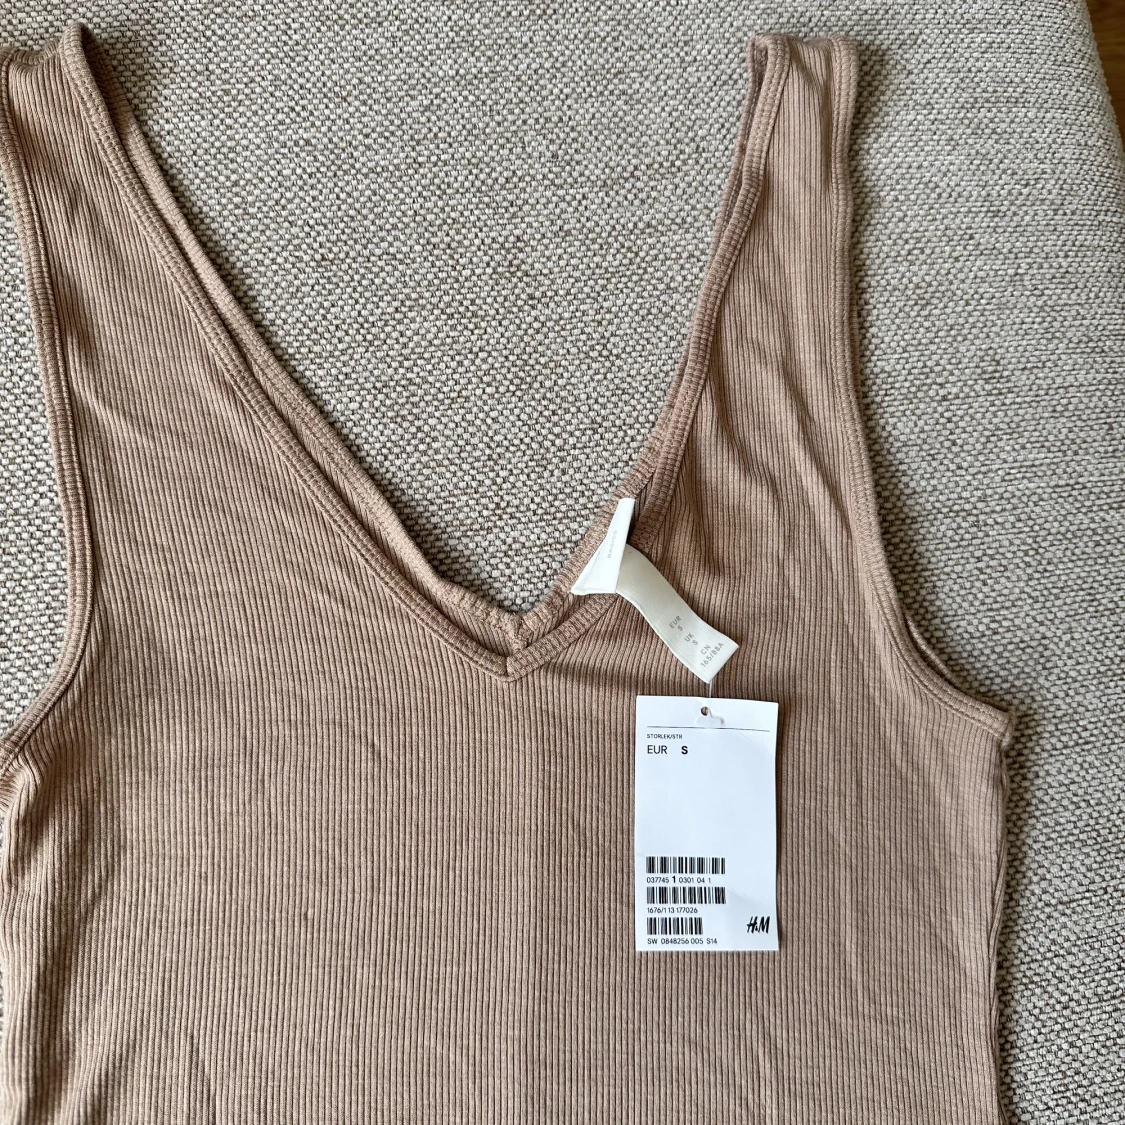 EUR
S
UK
S
CN
165/88A
STORLEK/STR
EUR S
037745 1 0301 04 1
1676/113 177026
SW 0848256 005 S14
H&M